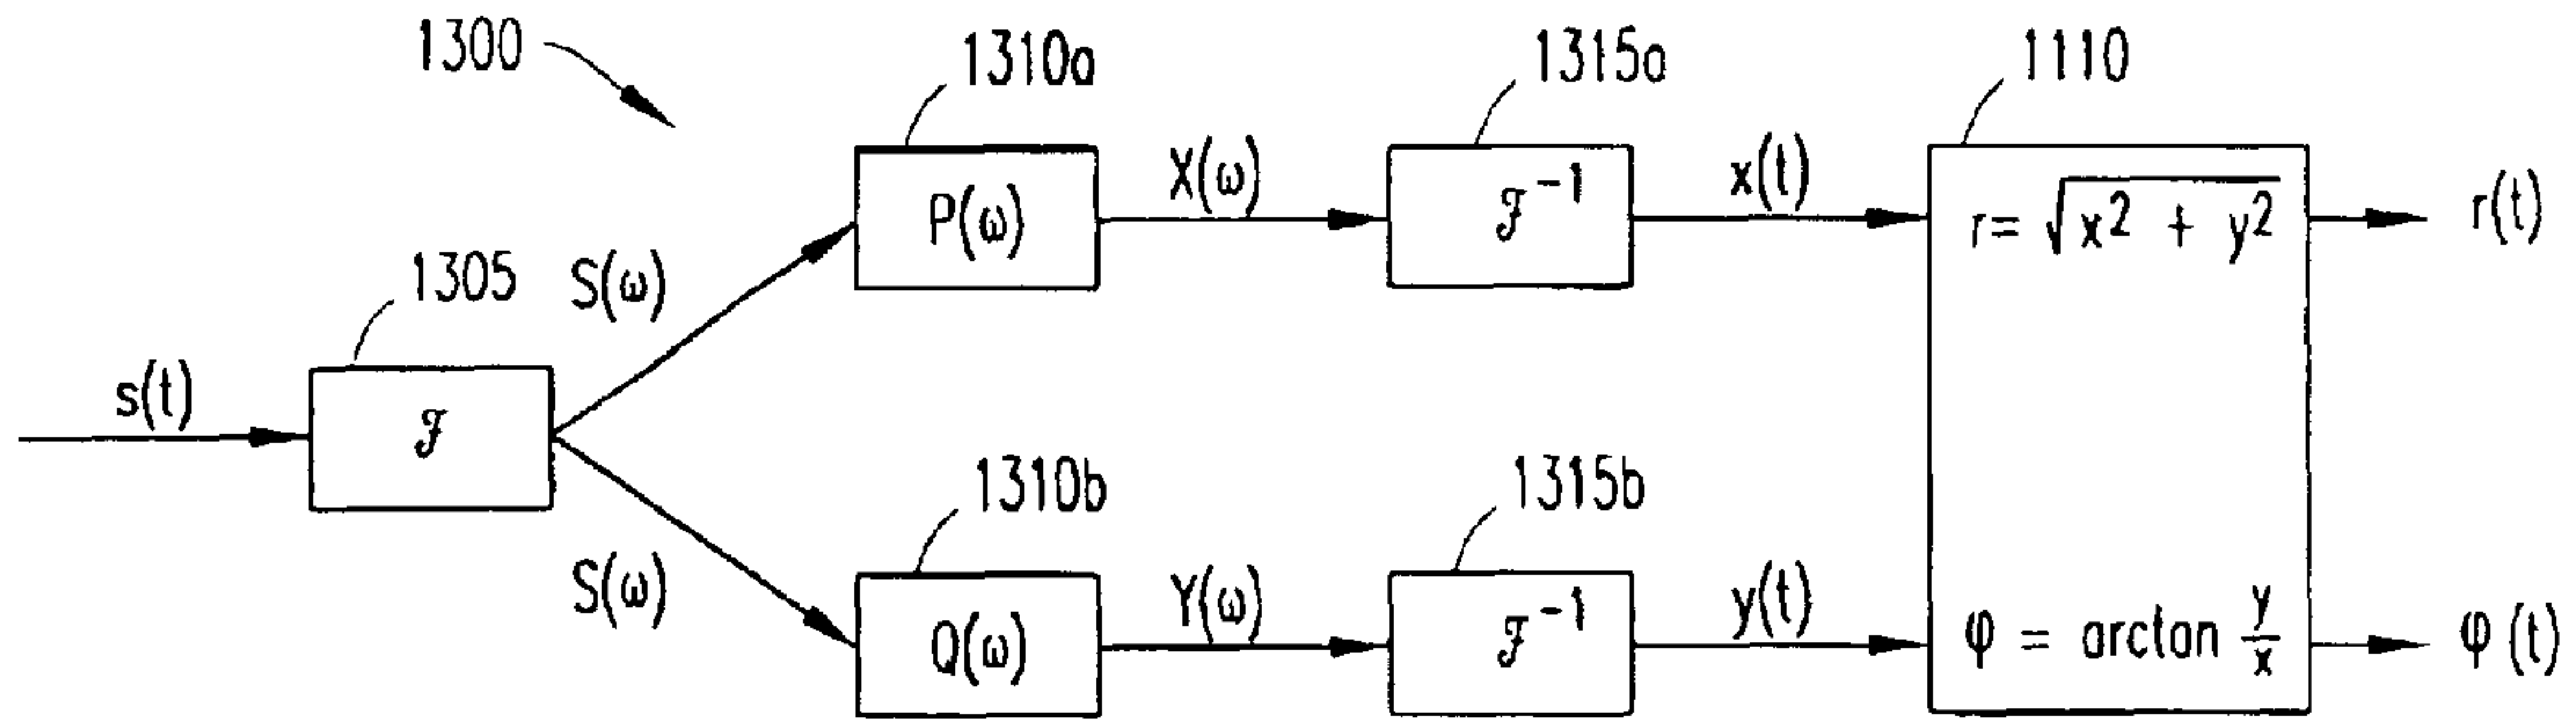 1300
1310a
1315a
1110
P(ω)
X(ω)
ℱ⁻¹
x(t)
r= √x² + y²
r(t)
1305
S(ω)
s(t)
ℱ
S(ω)
1310b
1315b
Q(ω)
Y(ω)
ℱ⁻¹
y(t)
φ = arctan y/x
φ (t)